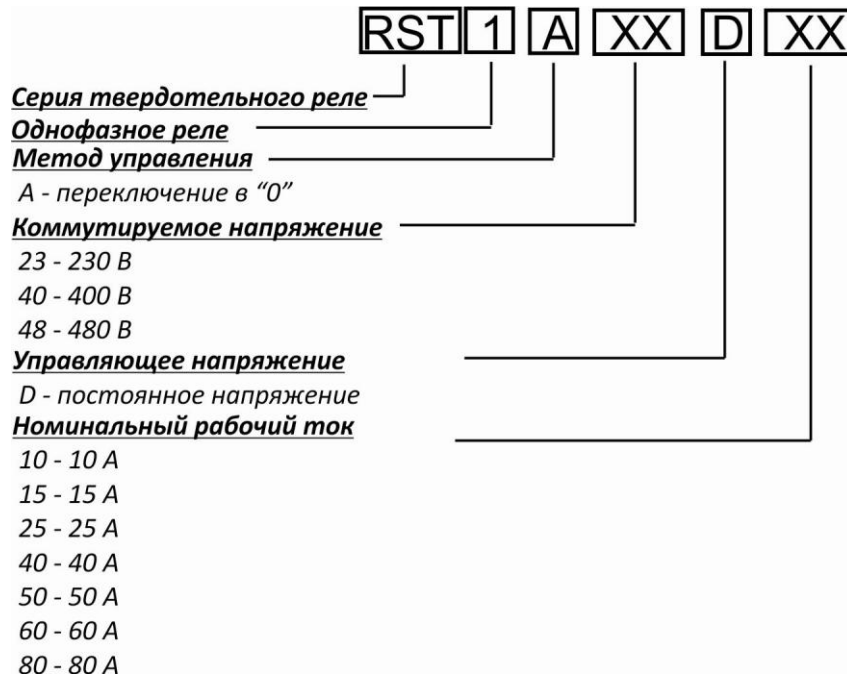 RST 1 A XX D XX
Серия твердотельного реле
Однофазное реле
Метод управления
А - переключение в “0”
Коммутируемое напряжение
23 - 230 В
40 - 400 В
48 - 480 В
Управляющее напряжение
D - постоянное напряжение
Номинальный рабочий ток
10 - 10 А
15 - 15 А
25 - 25 А
40 - 40 А
50 - 50 А
60 - 60 А
80 - 80 А